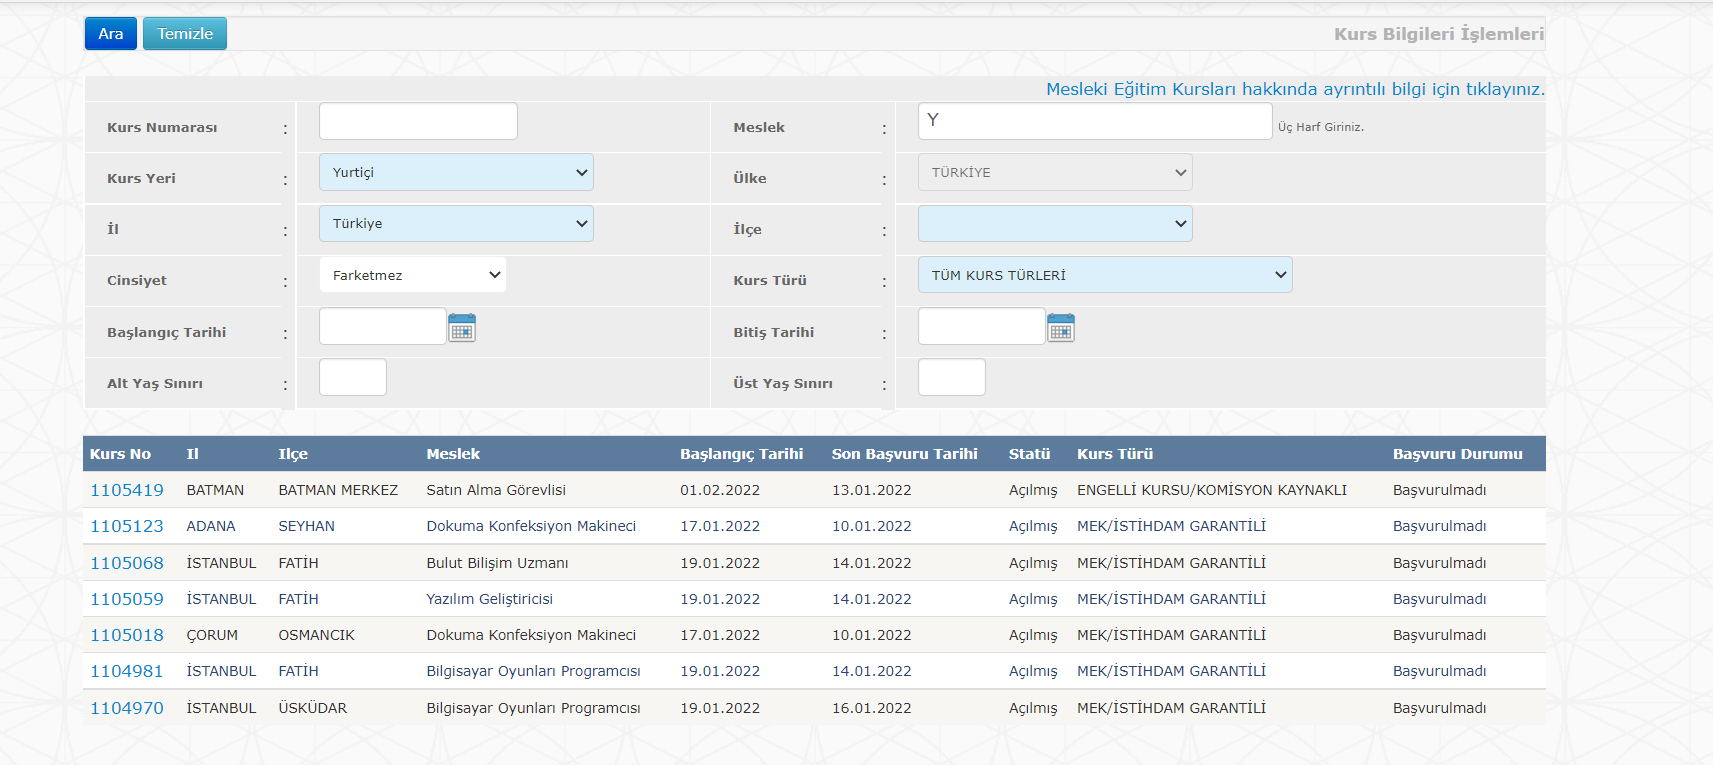 Ara Temizle Kurs Bilgileri İşlemleri
Mesleki Eğitim Kursları hakkında ayrıntılı bilgi için tıklayınız.
Kurs Numarası : Meslek : Y Üç Harf Giriniz.
Kurs Yeri : Yurtiçi Ülke : TÜRKİYE
İl : Türkiye İlçe :
Cinsiyet : Farketmez Kurs Türü : TÜM KURS TÜRLERİ
Başlangıç Tarihi : Bitiş Tarihi :
Alt Yaş Sınırı : Üst Yaş Sınırı :
Kurs No Il Ilçe Meslek Başlangıç Tarihi Son Başvuru Tarihi Statü Kurs Türü Başvuru Durumu
1105419 BATMAN BATMAN MERKEZ Satın Alma Görevlisi 01.02.2022 13.01.2022 Açılmış ENGELLİ KURSU/KOMİSYON KAYNAKLI Başvurulmadı
1105123 ADANA SEYHAN Dokuma Konfeksiyon Makineci 17.01.2022 10.01.2022 Açılmış MEK/İSTİHDAM GARANTİLİ Başvurulmadı
1105068 İSTANBUL FATİH Bulut Bilişim Uzmanı 19.01.2022 14.01.2022 Açılmış MEK/İSTİHDAM GARANTİLİ Başvurulmadı
1105059 İSTANBUL FATİH Yazılım Geliştiricisi 19.01.2022 14.01.2022 Açılmış MEK/İSTİHDAM GARANTİLİ Başvurulmadı
1105018 ÇORUM OSMANCIK Dokuma Konfeksiyon Makineci 17.01.2022 10.01.2022 Açılmış MEK/İSTİHDAM GARANTİLİ Başvurulmadı
1104981 İSTANBUL FATİH Bilgisayar Oyunları Programcısı 19.01.2022 14.01.2022 Açılmış MEK/İSTİHDAM GARANTİLİ Başvurulmadı
1104970 İSTANBUL ÜSKÜDAR Bilgisayar Oyunları Programcısı 19.01.2022 16.01.2022 Açılmış MEK/İSTİHDAM GARANTİLİ Başvurulmadı